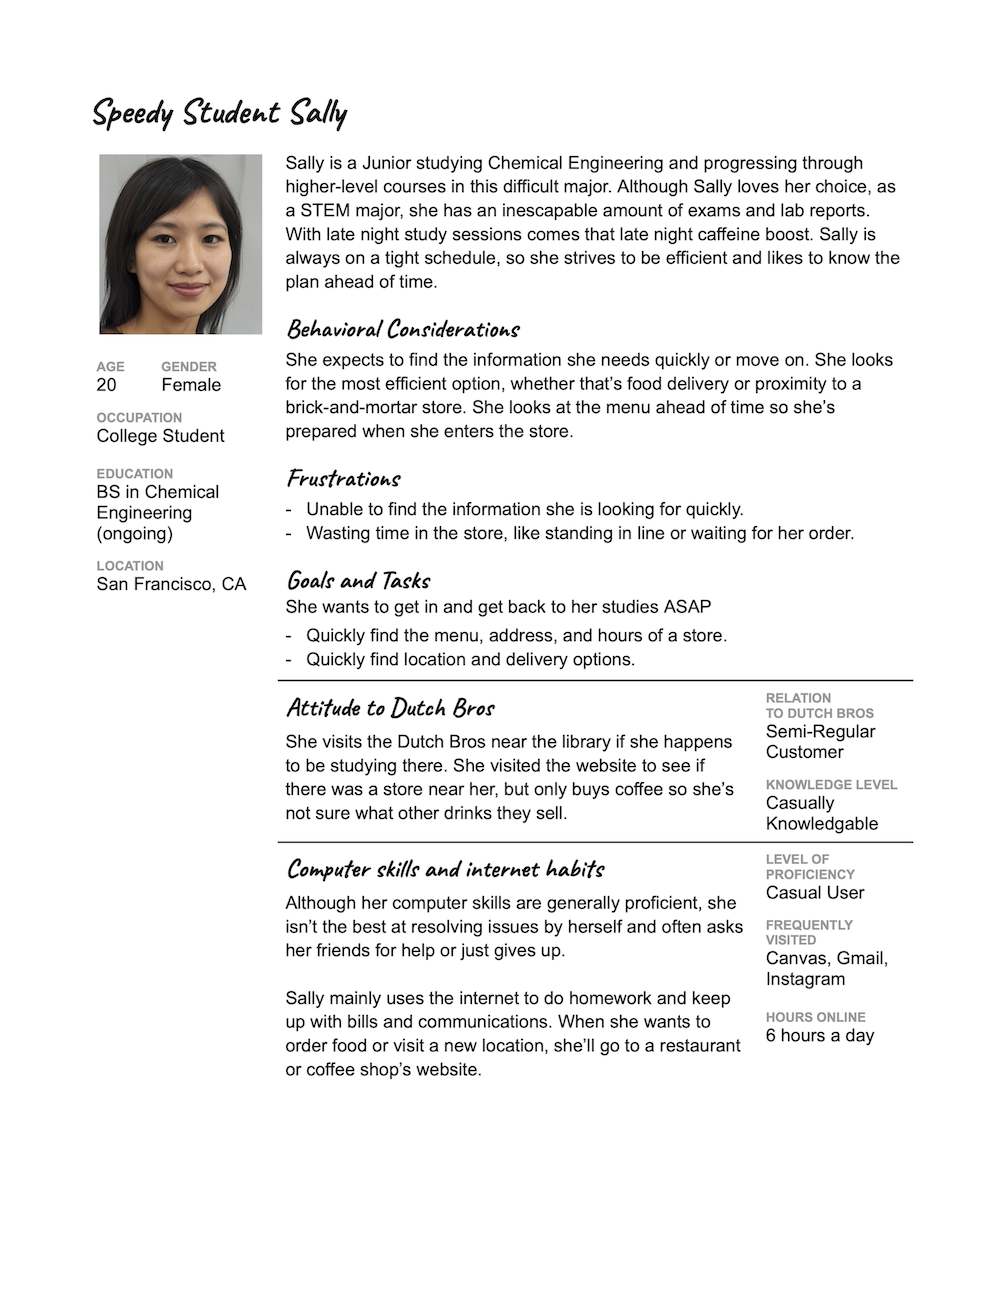 Speedy Student Sally
Sally is a Junior studying Chemical Engineering and progressing through
higher-level courses in this difficult major. Although Sally loves her choice, as
a STEM major, she has an inescapable amount of exams and lab reports.
With late night study sessions comes that late night caffeine boost. Sally is
always on a tight schedule, so she strives to be efficient and likes to know the
plan ahead of time.
AGE
20
GENDER
Female
OCCUPATION
College Student
EDUCATION
BS in Chemical
Engineering
(ongoing)
LOCATION
San Francisco, CA
Behavioral Considerations
She expects to find the information she needs quickly or move on. She looks
for the most efficient option, whether that’s food delivery or proximity to a
brick-and-mortar store. She looks at the menu ahead of time so she’s
prepared when she enters the store.
Frustrations
- Unable to find the information she is looking for quickly.
- Wasting time in the store, like standing in line or waiting for her order.
Goals and Tasks
She wants to get in and get back to her studies ASAP
- Quickly find the menu, address, and hours of a store.
- Quickly find location and delivery options.
Attitude to Dutch Bros
She visits the Dutch Bros near the library if she happens
to be studying there. She visited the website to see if
there was a store near her, but only buys coffee so she’s
not sure what other drinks they sell.
RELATION
TO DUTCH BROS
Semi-Regular
Customer
KNOWLEDGE LEVEL
Casually
Knowledgable
Computer skills and internet habits
Although her computer skills are generally proficient, she
isn’t the best at resolving issues by herself and often asks
her friends for help or just gives up.
Sally mainly uses the internet to do homework and keep
up with bills and communications. When she wants to
order food or visit a new location, she’ll go to a restaurant
or coffee shop’s website.
LEVEL OF
PROFICIENCY
Casual User
FREQUENTLY
VISITED
Canvas, Gmail,
Instagram
HOURS ONLINE
6 hours a day